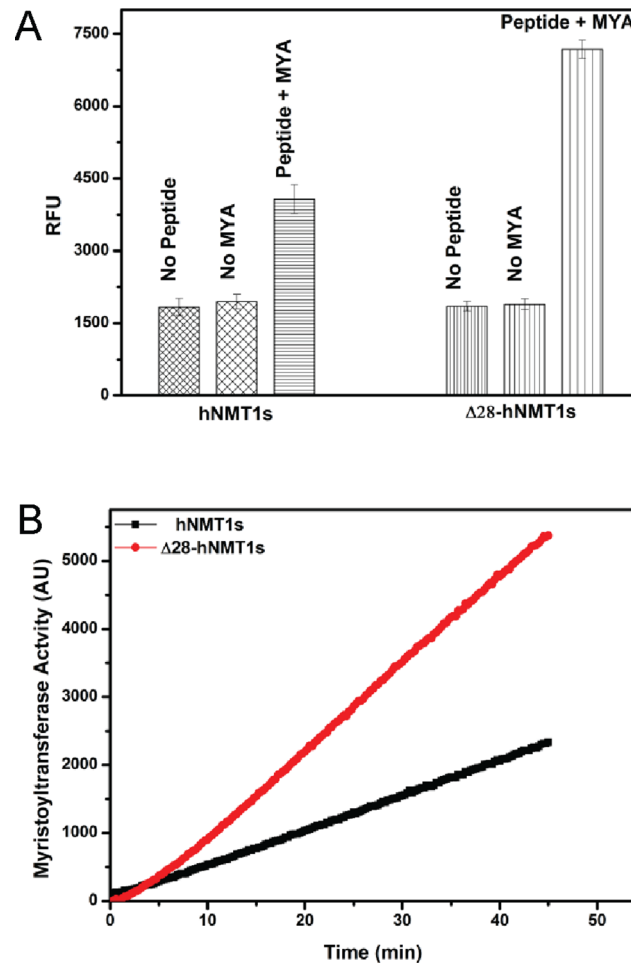 A
Peptide + MYA
7500
6000
4500
3000
1500
0
RFU
No Peptide
No MYA
Peptide + MYA
No Peptide
No MYA
hNMT1s
Δ28-hNMT1s
B
hNMT1s
Δ28-hNMT1s
5000
4000
3000
2000
1000
0
Myristoyltransferase Actvity (AU)
0 10 20 30 40 50
Time (min)